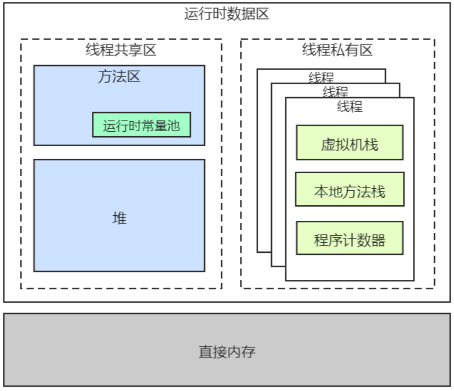 运行时数据区
线程共享区
线程私有区
方法区
运行时常量池
堆
线程
线程
线程
虚拟机栈
本地方法栈
程序计数器
直接内存